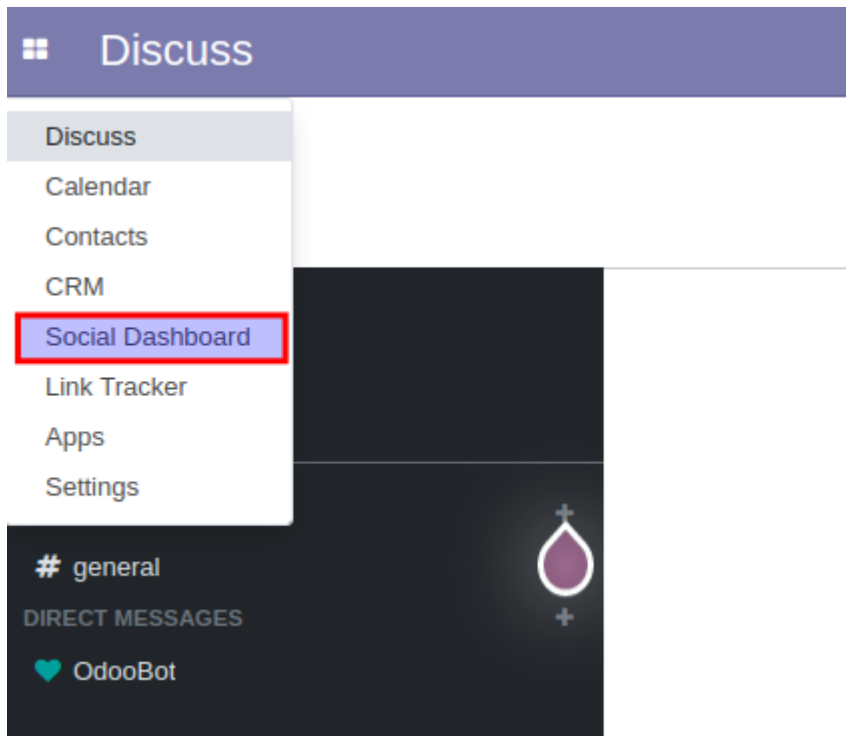 Discuss
Discuss
Calendar
Contacts
CRM
Social Dashboard
Link Tracker
Apps
Settings
# general
DIRECT MESSAGES
OdooBot